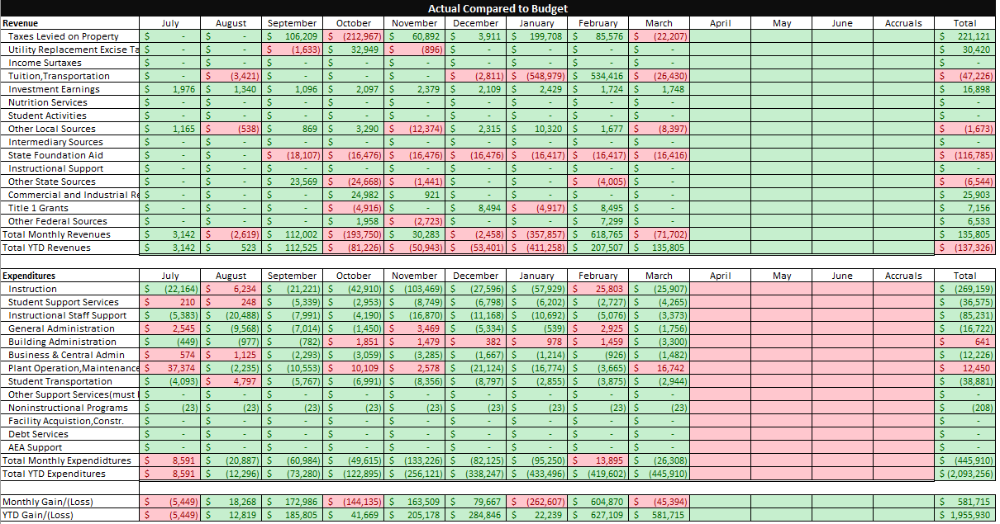 Actual Compared to Budget
Revenue July August September October November December January February March April May June Accruals Total
Taxes Levied on Property $ - $ - $ 106,209 $ (212,967) $ 60,892 $ 3,911 $ 199,708 $ 85,576 $ (22,207) $ 221,121
Utility Replacement Excise Ta $ - $ - $ (1,633) $ 32,949 $ (896) $ - $ - $ - $ - $ 30,420
Income Surtaxes $ - $ - $ - $ - $ - $ - $ - $ - $ - $ -
Tuition,Transportation $ - $ (3,421) $ - $ - $ - $ (2,811) $ (548,979) $ 534,416 $ (26,430) $ (47,226)
Investment Earnings $ 1,976 $ 1,340 $ 1,096 $ 2,097 $ 2,379 $ 2,109 $ 2,429 $ 1,724 $ 1,748 $ 16,898
Nutrition Services $ - $ - $ - $ - $ - $ - $ - $ - $ - $ -
Student Activities $ - $ - $ - $ - $ - $ - $ - $ - $ - $ -
Other Local Sources $ 1,165 $ (538) $ 869 $ 3,290 $ (12,374) $ 2,315 $ 10,320 $ 1,677 $ (8,397) $ (1,673)
Intermediary Sources $ - $ - $ - $ - $ - $ - $ - $ - $ - $ -
State Foundation Aid $ - $ - $ (18,107) $ (16,476) $ (16,476) $ (16,476) $ (16,417) $ (16,417) $ (16,416) $ (116,785)
Instructional Support $ - $ - $ - $ - $ - $ - $ - $ - $ - $ -
Other State Sources $ - $ - $ 23,569 $ (24,668) $ (1,441) $ - $ - $ (4,005) $ - $ (6,544)
Commercial and Industrial Re $ - $ - $ - $ 24,982 $ 921 $ - $ - $ - $ - $ 25,903
Title 1 Grants $ - $ - $ - $ (4,916) $ - $ 8,494 $ (4,917) $ 8,495 $ - $ 7,156
Other Federal Sources $ - $ - $ - $ 1,958 $ (2,723) $ - $ - $ 7,299 $ - $ 6,533
Total Monthly Revenues $ 3,142 $ (2,619) $ 112,002 $ (193,750) $ 30,283 $ (2,458) $ (357,857) $ 618,765 $ (71,702) $ 135,805
Total YTD Revenues $ 3,142 $ 523 $ 112,525 $ (81,226) $ (50,943) $ (53,401) $ (411,258) $ 207,507 $ 135,805 $ (137,326)
Expenditures July August September October November December January February March April May June Accruals Total
Instruction $ (22,164) $ 6,234 $ (21,221) $ (42,910) $ (103,469) $ (27,596) $ (57,929) $ 25,803 $ (25,907) $ (269,159)
Student Support Services $ 210 $ 248 $ (5,339) $ (2,953) $ (8,749) $ (6,798) $ (6,202) $ (2,727) $ (4,265) $ (36,575)
Instructional Staff Support $ (5,383) $ (20,488) $ (7,991) $ (4,190) $ (16,870) $ (11,168) $ (10,692) $ (5,076) $ (3,373) $ (85,231)
General Administration $ 2,545 $ (9,568) $ (7,014) $ (1,450) $ 3,469 $ (5,334) $ (539) $ 2,925 $ (1,756) $ (16,722)
Building Administration $ (449) $ (977) $ (782) $ 1,851 $ 1,479 $ 382 $ 978 $ 1,459 $ (3,300) $ 641
Business & Central Admin $ 574 $ 1,125 $ (2,293) $ (3,059) $ (3,285) $ (1,667) $ (1,214) $ (926) $ (1,482) $ (12,226)
Plant Operation,Maintenance $ 37,374 $ (2,235) $ (10,553) $ 10,109 $ 2,578 $ (21,124) $ (16,774) $ (3,665) $ 16,742 $ 12,450
Student Transportation $ (4,093) $ 4,797 $ (5,767) $ (6,991) $ (8,356) $ (8,797) $ (2,855) $ (3,875) $ (2,944) $ (38,881)
Other Support Services(must $ - $ - $ - $ - $ - $ - $ - $ - $ - $ -
Noninstructional Programs $ (23) $ (23) $ (23) $ (23) $ (23) $ (23) $ (23) $ (23) $ (23) $ (208)
Facility Acquistion,Constr. $ - $ - $ - $ - $ - $ - $ - $ - $ - $ -
Debt Services $ - $ - $ - $ - $ - $ - $ - $ - $ - $ -
AEA Support $ - $ - $ - $ - $ - $ - $ - $ - $ - $ -
Total Monthly Expendidtures $ 8,591 $ (20,887) $ (60,984) $ (49,615) $ (133,226) $ (82,125) $ (95,250) $ 13,895 $ (26,308) $ (445,910)
Total YTD Expenditures $ 8,591 $ (12,296) $ (73,280) $ (122,895) $ (256,121) $ (338,247) $ (433,496) $ (419,602) $ (445,910) $ (2,093,256)
Monthly Gain/(Loss) $ (5,449) $ 18,268 $ 172,986 $ (144,135) $ 163,509 $ 79,667 $ (262,607) $ 604,870 $ (45,394) $ 581,715
YTD Gain/(Loss) $ (5,449) $ 12,819 $ 185,805 $ 41,669 $ 205,178 $ 284,846 $ 22,239 $ 627,109 $ 581,715 $ 1,955,930